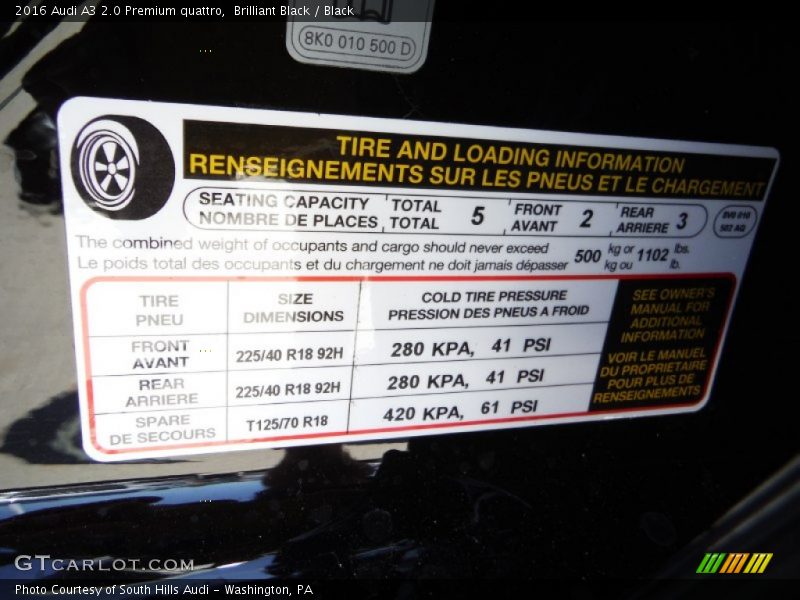 2016 Audi A3 2.0 Premium quattro,  Brilliant Black / Black
8K0 010 500 D
TIRE AND LOADING INFORMATION
RENSEIGNEMENTS SUR LES PNEUS ET LE CHARGEMENT
SEATING CAPACITY TOTAL 5 FRONT 2 REAR 3
NOMBRE DE PLACES TOTAL AVANT ARRIERE
8V0 010
502 AQ
The combined weight of occupants and cargo should never exceed 500 kg or 1102 lbs.
Le poids total des occupants et du chargement ne doit jamais dépasser kg ou lb.
TIRE SIZE COLD TIRE PRESSURE
PNEU DIMENSIONS PRESSION DES PNEUS A FROID
FRONT
AVANT 225/40 R18 92H 280 KPA, 41 PSI
REAR
ARRIERE 225/40 R18 92H 280 KPA, 41 PSI
SPARE
DE SECOURS T125/70 R18 420 KPA, 61 PSI
SEE OWNER'S
MANUAL FOR
ADDITIONAL
INFORMATION
VOIR LE MANUEL
DU PROPRIETAIRE
POUR PLUS DE
RENSEIGNEMENTS
GTCARLOT.COM
Photo Courtesy of South Hills Audi - Washington, PA